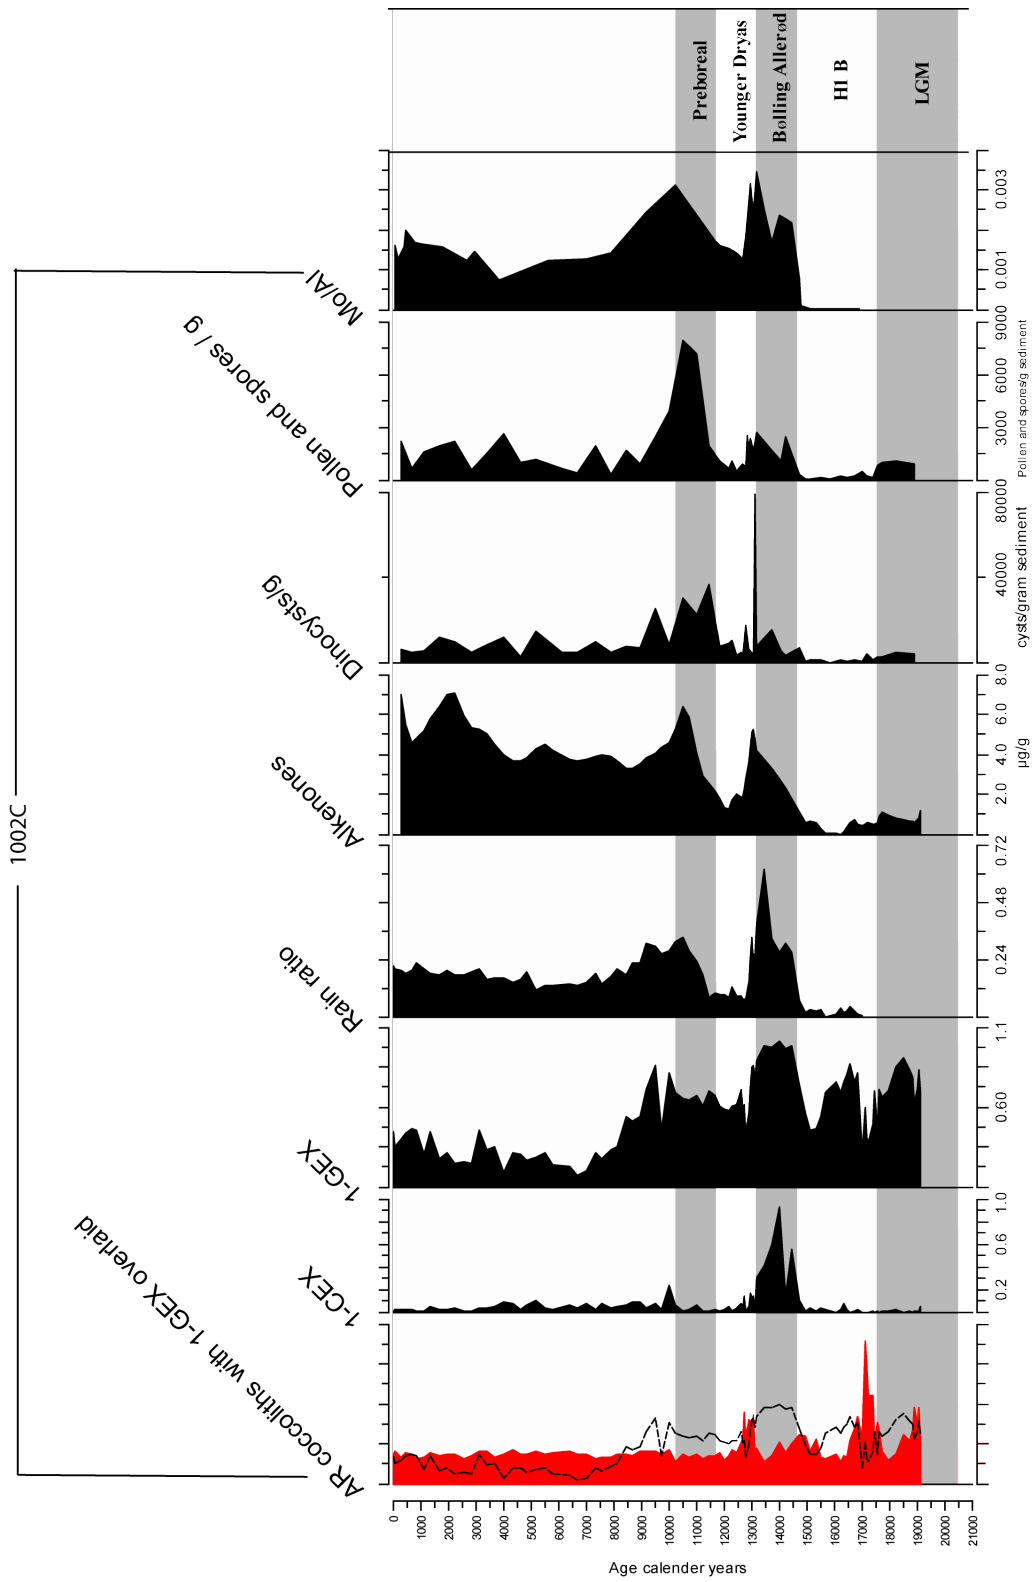 1002C
AR coccoliths with 1-GEX overlaid
1-CEX
1-GEX
Rain ratio
Alkenones
Dinocysts/g
Pollen and spores / g
Mo/Al
Preboreal
Younger Dryas
Bølling Allerød
H1 B
LGM
0.2 0.6 1.0
0.60 1.1
0.24 0.48 0.72
2.0 4.0 6.0 8.0
40000 80000
3000 6000 9000
0.001 0.003
µg/g
cysts/gram sediment
Pollen and spores/g sediment
0
1000
2000
3000
4000
5000
6000
7000
8000
9000
10000
11000
12000
13000
14000
15000
16000
17000
18000
19000
20000
21000
Age calender years